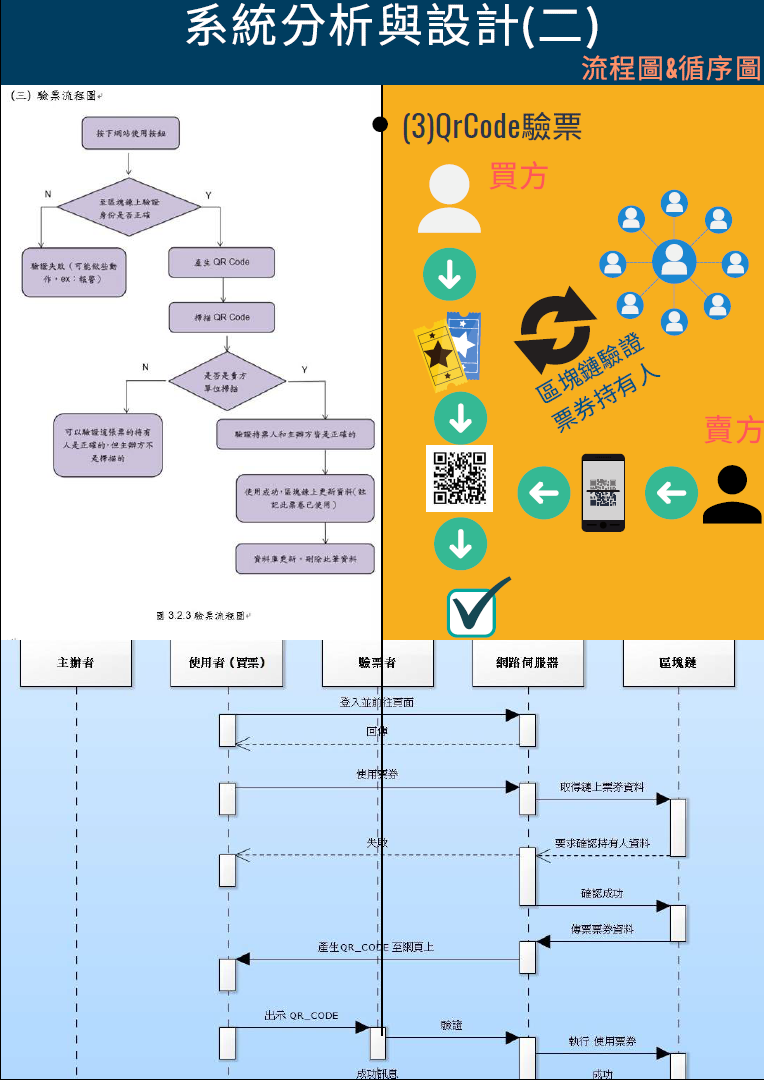 系統分析與設計(二)
流程圖&循序圖
(三) 驗票流程圖
按下網站使用按鈕
N
至區塊鏈上驗證
身份是否正確
Y
驗證失敗(可能做些動
作，ex：報警)
產生 QR Code
掃描 QR Code
N
是否是賣方
單位掃描
Y
可以驗證這張票的持有
人是正確的，但主辦方不
是掃描的
驗證持票人和主辦方皆是正確的
使用成功，區塊鏈上更新資料(註
記此票卷已使用)
資料庫更新，刪除此筆資料
圖 3.2.3 驗票流程圖
(3)QrCode驗票
買方
區塊鏈驗證
票券持有人
賣方
主辦者
使用者 (買票)
驗票者
網路伺服器
區塊鏈
登入並前往頁面
回傳
使用票券
取得鏈上票券資料
失敗
要求確認持有人資料
確認成功
傳票票券資料
產生QR_CODE 至網頁上
出示 QR_CODE
驗證
執行 使用票券
成功訊息
成功